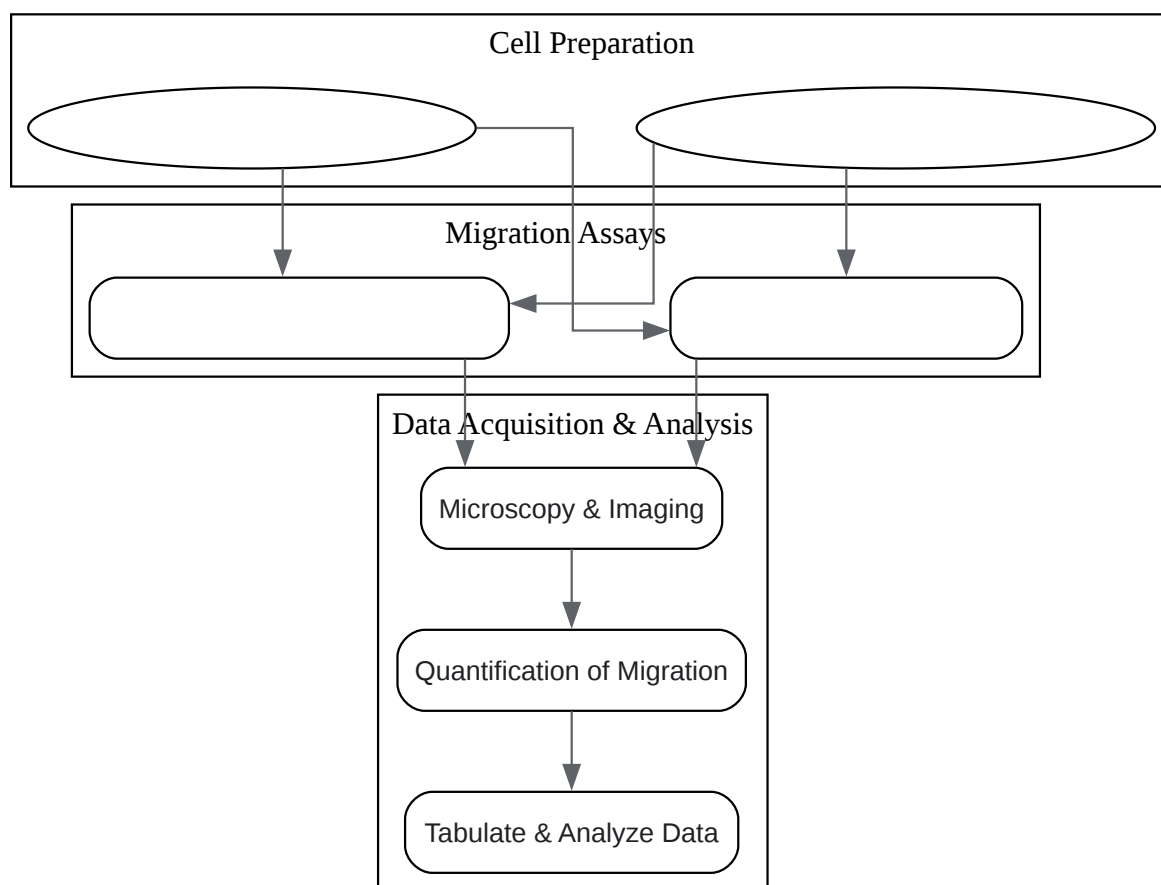 Cell Preparation
Migration Assays
Data Acquisition & Analysis
Microscopy & Imaging
Quantification of Migration
Tabulate & Analyze Data